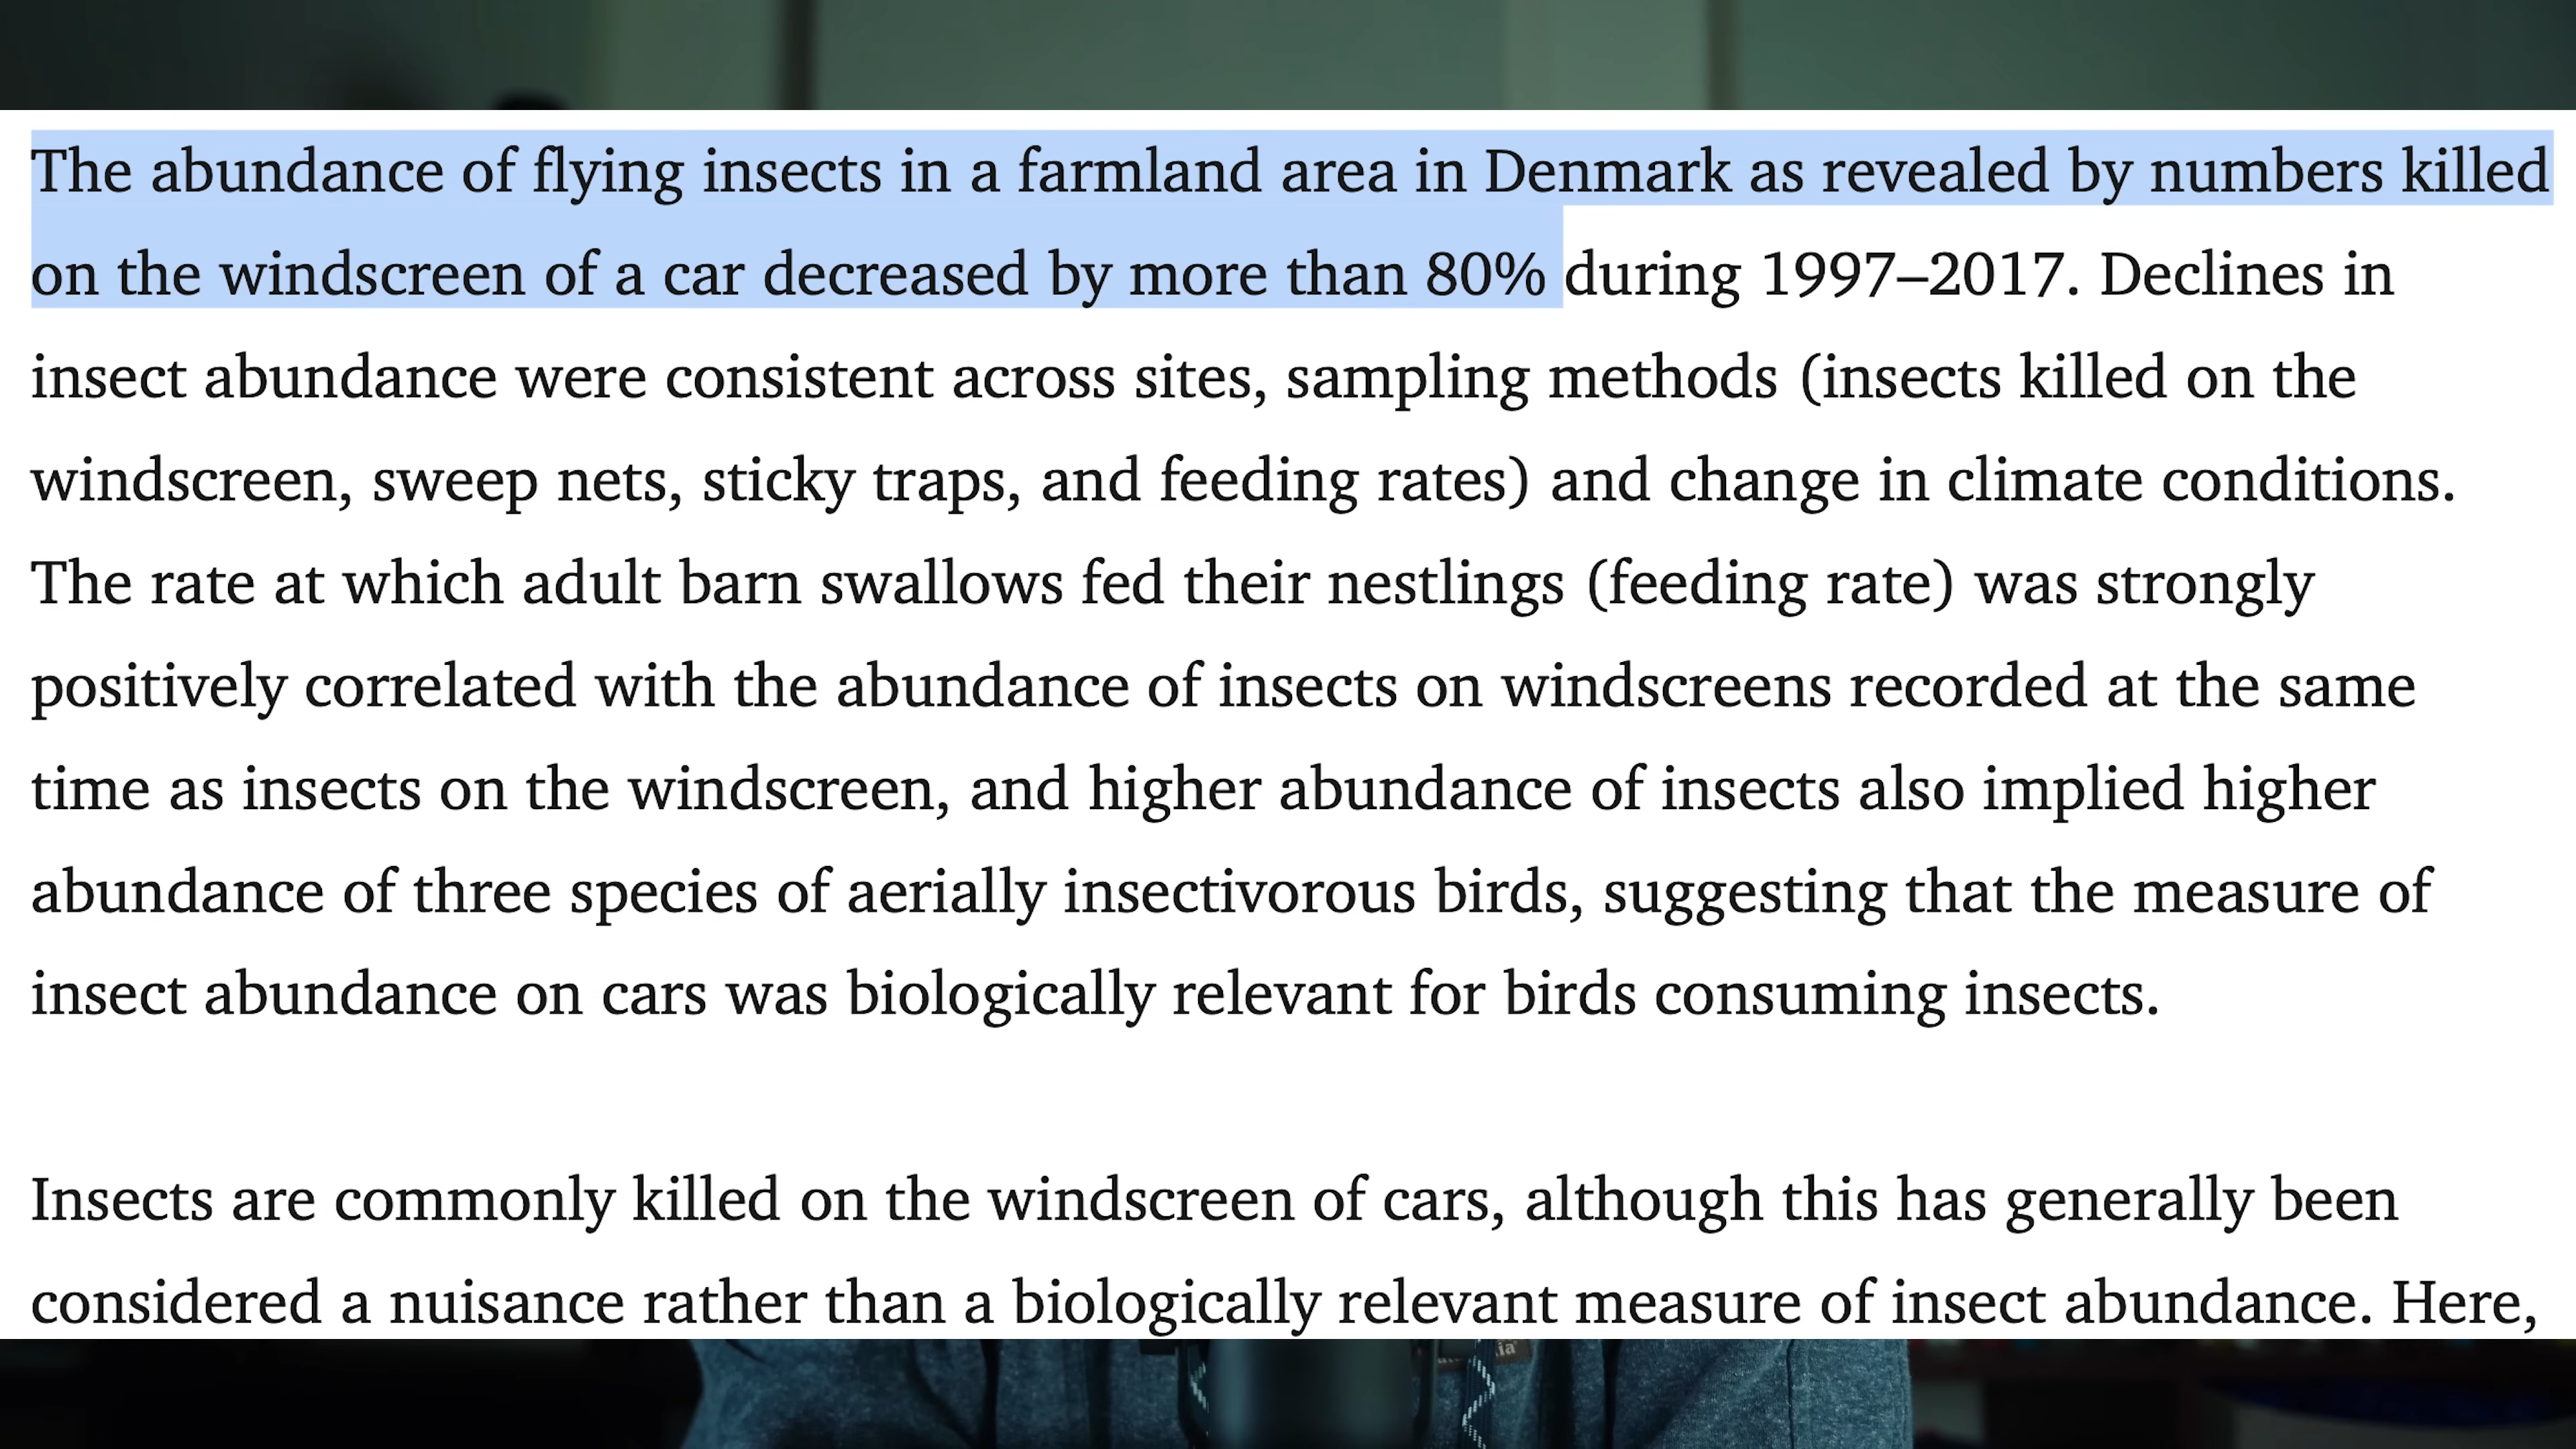 The abundance of flying insects in a farmland area in Denmark as revealed by numbers killed
on the windscreen of a car decreased by more than 80% during 1997–2017. Declines in
insect abundance were consistent across sites, sampling methods (insects killed on the
windscreen, sweep nets, sticky traps, and feeding rates) and change in climate conditions.
The rate at which adult barn swallows fed their nestlings (feeding rate) was strongly
positively correlated with the abundance of insects on windscreens recorded at the same
time as insects on the windscreen, and higher abundance of insects also implied higher
abundance of three species of aerially insectivorous birds, suggesting that the measure of
insect abundance on cars was biologically relevant for birds consuming insects.
Insects are commonly killed on the windscreen of cars, although this has generally been
considered a nuisance rather than a biologically relevant measure of insect abundance. Here,